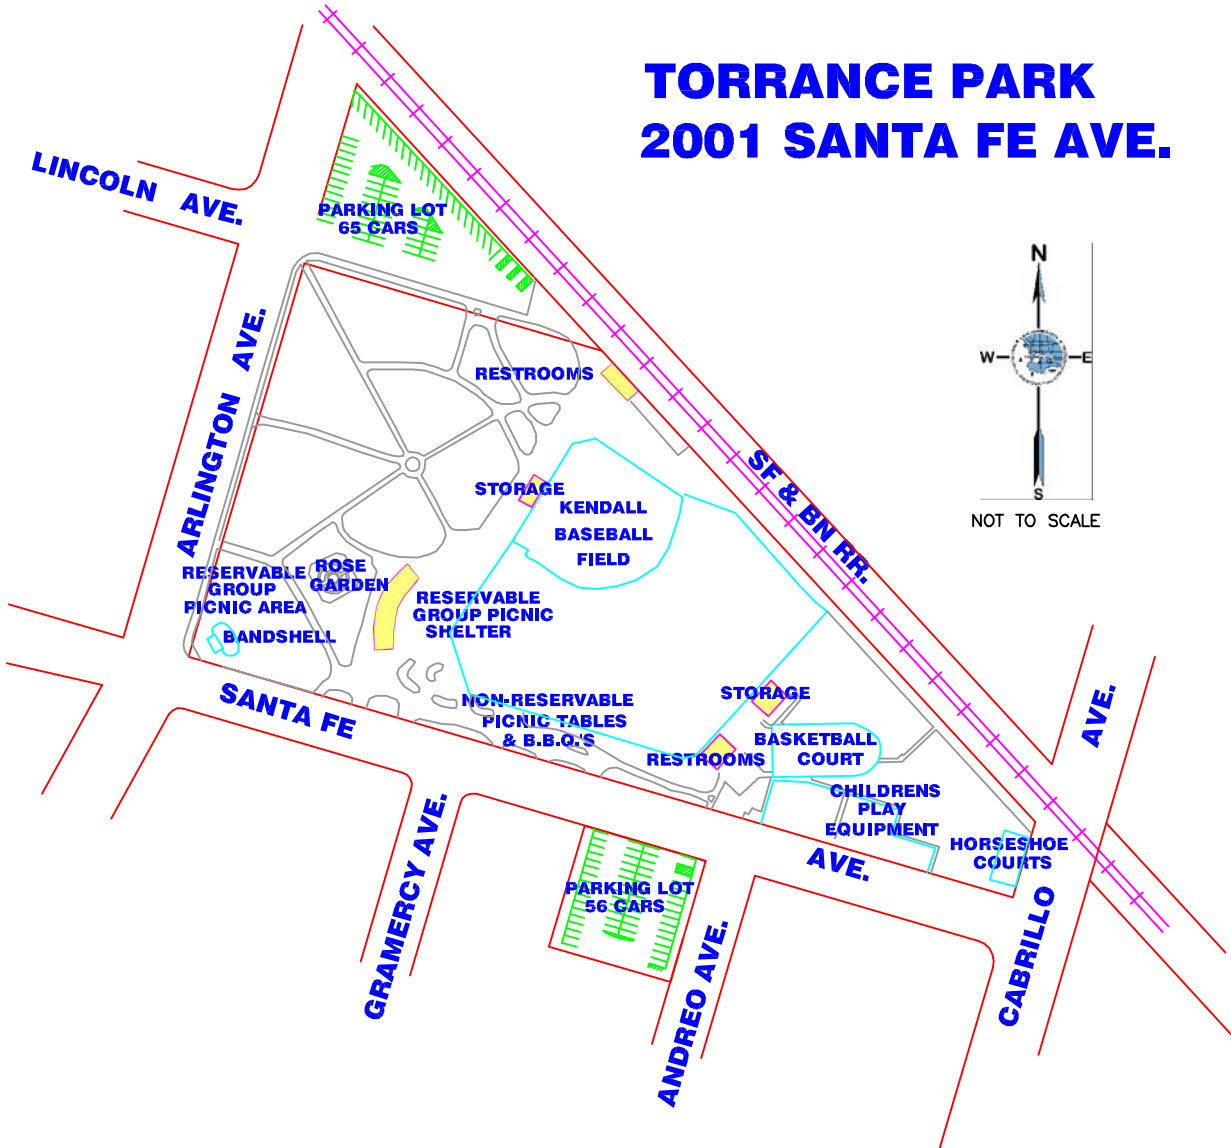 TORRANCE PARK
2001 SANTA FE AVE.
LINCOLN AVE.
PARKING LOT
65 CARS
N
W
E
S
NOT TO SCALE
ARLINGTON AVE.
RESTROOMS
SF & BN RR.
STORAGE
KENDALL
BASEBALL
FIELD
RESERVABLE
GROUP
PICNIC AREA
ROSE
GARDEN
RESERVABLE
GROUP PICNIC
SHELTER
BANDSHELL
SANTA FE
NON-RESERVABLE
PICNIC TABLES
& B.B.Q.'S
STORAGE
RESTROOMS
BASKETBALL
COURT
CHILDRENS
PLAY
EQUIPMENT
HORSESHOE
COURTS
AVE.
GRAMERCY AVE.
PARKING LOT
56 CARS
ANDREO AVE.
CABRILLO AVE.